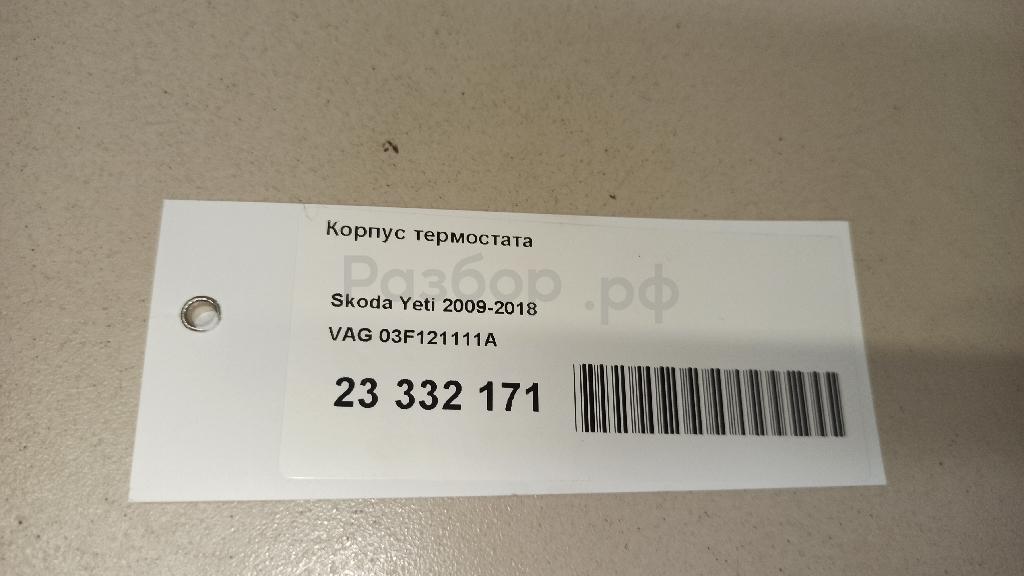 Корпус термостата
Разбор.рф
Skoda Yeti 2009-2018
VAG 03F121111A
23 332 171